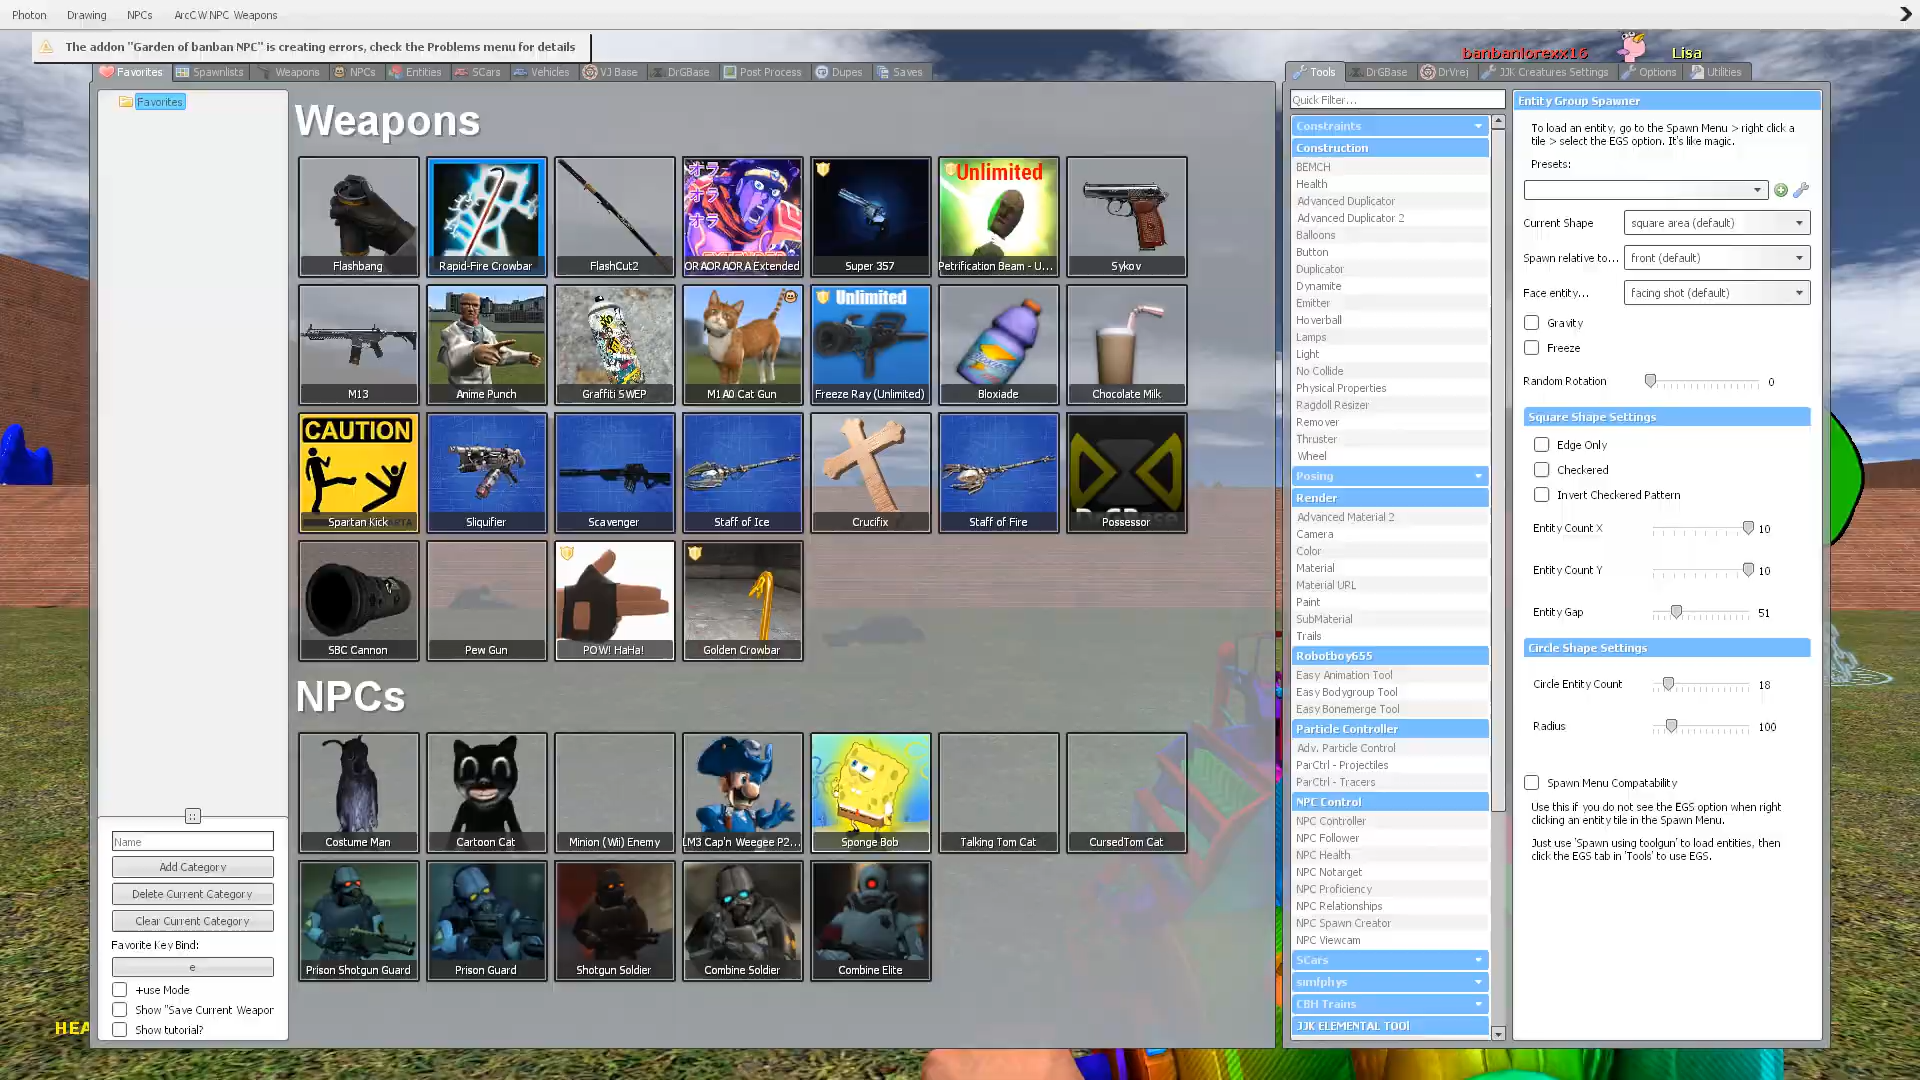 Photon Drawing NPCs ArcCW NPC Weapons
The addon "Garden of banban NPC" is creating errors, check the Problems menu for details
banbanlorexx16 Lisa
Favorites Spawnlists Weapons NPCs Entities SCars Vehicles VJ Base DrGBase Post Process Dupes Saves
Favorites
Weapons
Flashbang
Rapid-Fire Crowbar
FlashCut2
オラ
オラ
オラ
EXTENDED
ORAORAORA Extended
Super 357
Unlimited
Petrification Beam - U...
Sykov
M13
Anime Punch
Graffiti SWEP
M1A0 Cat Gun
Unlimited
Freeze Ray (Unlimited)
Bloxiade
Chocolate Milk
CAUTION
Spartan Kick
Sliquifier
Scavenger
Staff of Ice
Crucifix
Staff of Fire
Possessor
SBC Cannon
Pew Gun
POW! HaHa!
Golden Crowbar
NPCs
Costume Man
Cartoon Cat
Minion (Wii) Enemy
LM3 Cap'n Weegee P2...
Sponge Bob
Talking Tom Cat
CursedTom Cat
Prison Shotgun Guard
Prison Guard
Shotgun Soldier
Combine Soldier
Combine Elite
Name
Add Category
Delete Current Category
Clear Current Category
Favorite Key Bind:
e
+use Mode
Show "Save Current Weapor
Show tutorial?
HEA
Tools DrGBase DrVrej JJK Creatures Settings Options Utilities
Quick Filter...
Constraints
Construction
BEMCH
Health
Advanced Duplicator
Advanced Duplicator 2
Balloons
Button
Duplicator
Dynamite
Emitter
Hoverball
Lamps
Light
No Collide
Physical Properties
Ragdoll Resizer
Remover
Thruster
Wheel
Posing
Render
Advanced Material 2
Camera
Color
Material
Material URL
Paint
SubMaterial
Trails
Robotboy655
Easy Animation Tool
Easy Bodygroup Tool
Easy Bonemerge Tool
Particle Controller
Adv. Particle Control
ParCtrl - Projectiles
ParCtrl - Tracers
NPC Control
NPC Controller
NPC Follower
NPC Health
NPC Notarget
NPC Proficiency
NPC Relationships
NPC Spawn Creator
NPC Viewcam
SCars
simfphys
CBH Trains
JJK ELEMENTAL TOOl
Entity Group Spawner
To load an entity, go to the Spawn Menu > right click a
tile > select the EGS option. It's like magic.
Presets:
Current Shape square area (default)
Spawn relative to... front (default)
Face entity... facing shot (default)
Gravity
Freeze
Random Rotation 0
Square Shape Settings
Edge Only
Checkered
Invert Checkered Pattern
Entity Count X 10
Entity Count Y 10
Entity Gap 51
Circle Shape Settings
Circle Entity Count 18
Radius 100
Spawn Menu Compatability
Use this if you do not see the EGS option when right
clicking an entity tile in the Spawn Menu.
Just use 'Spawn using toolgun' to load entities, then
click the EGS tab in 'Tools' to use EGS.